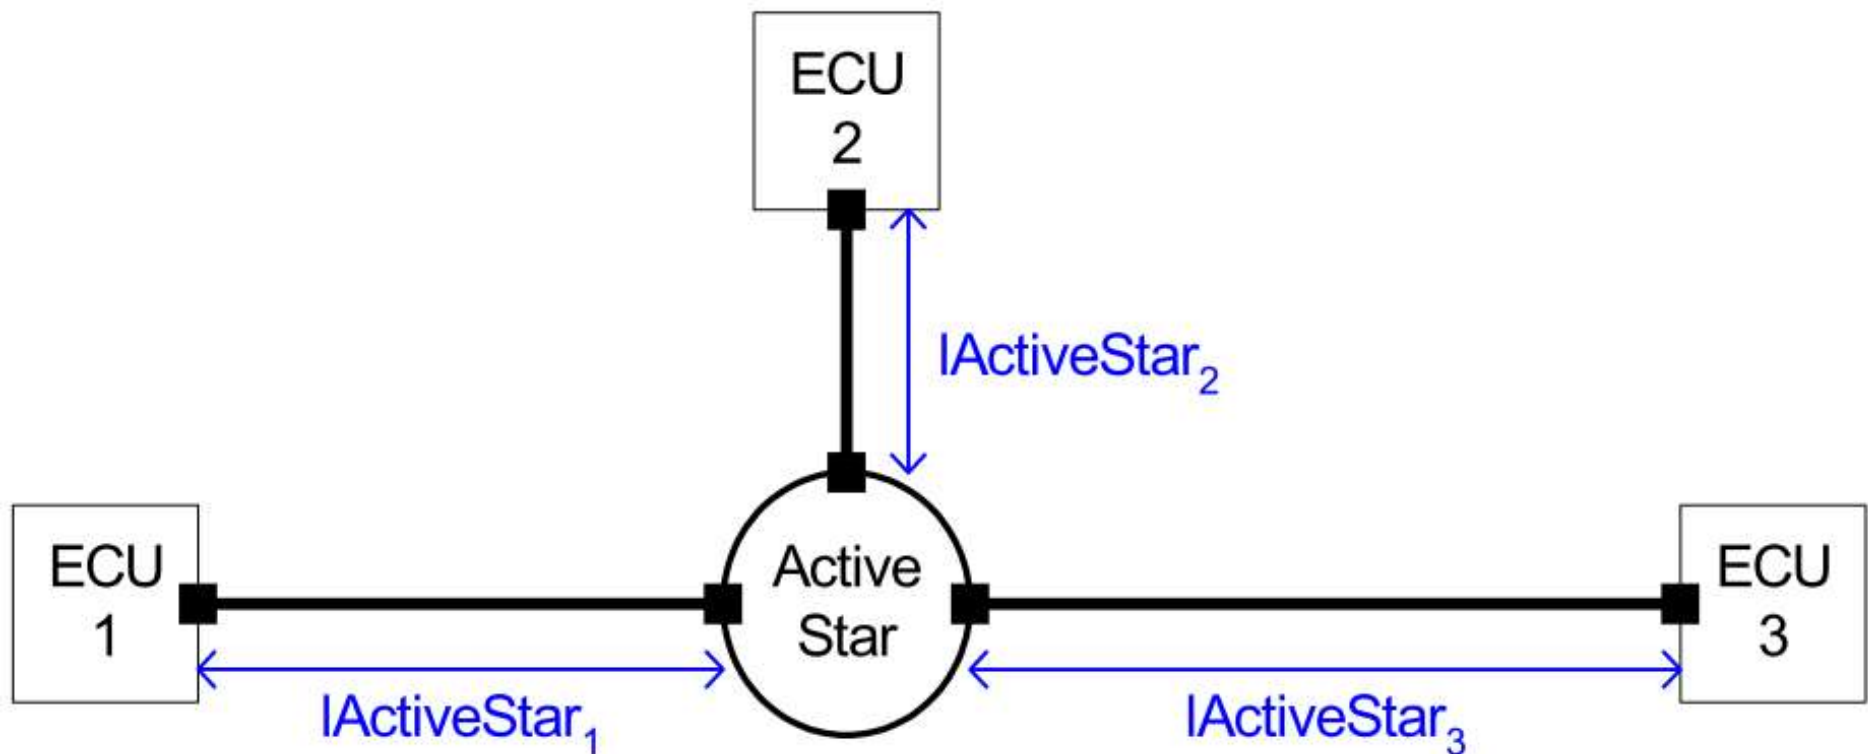 ECU
2
lActiveStar₂
ECU
1
Active
Star
ECU
3
lActiveStar₁
lActiveStar₃